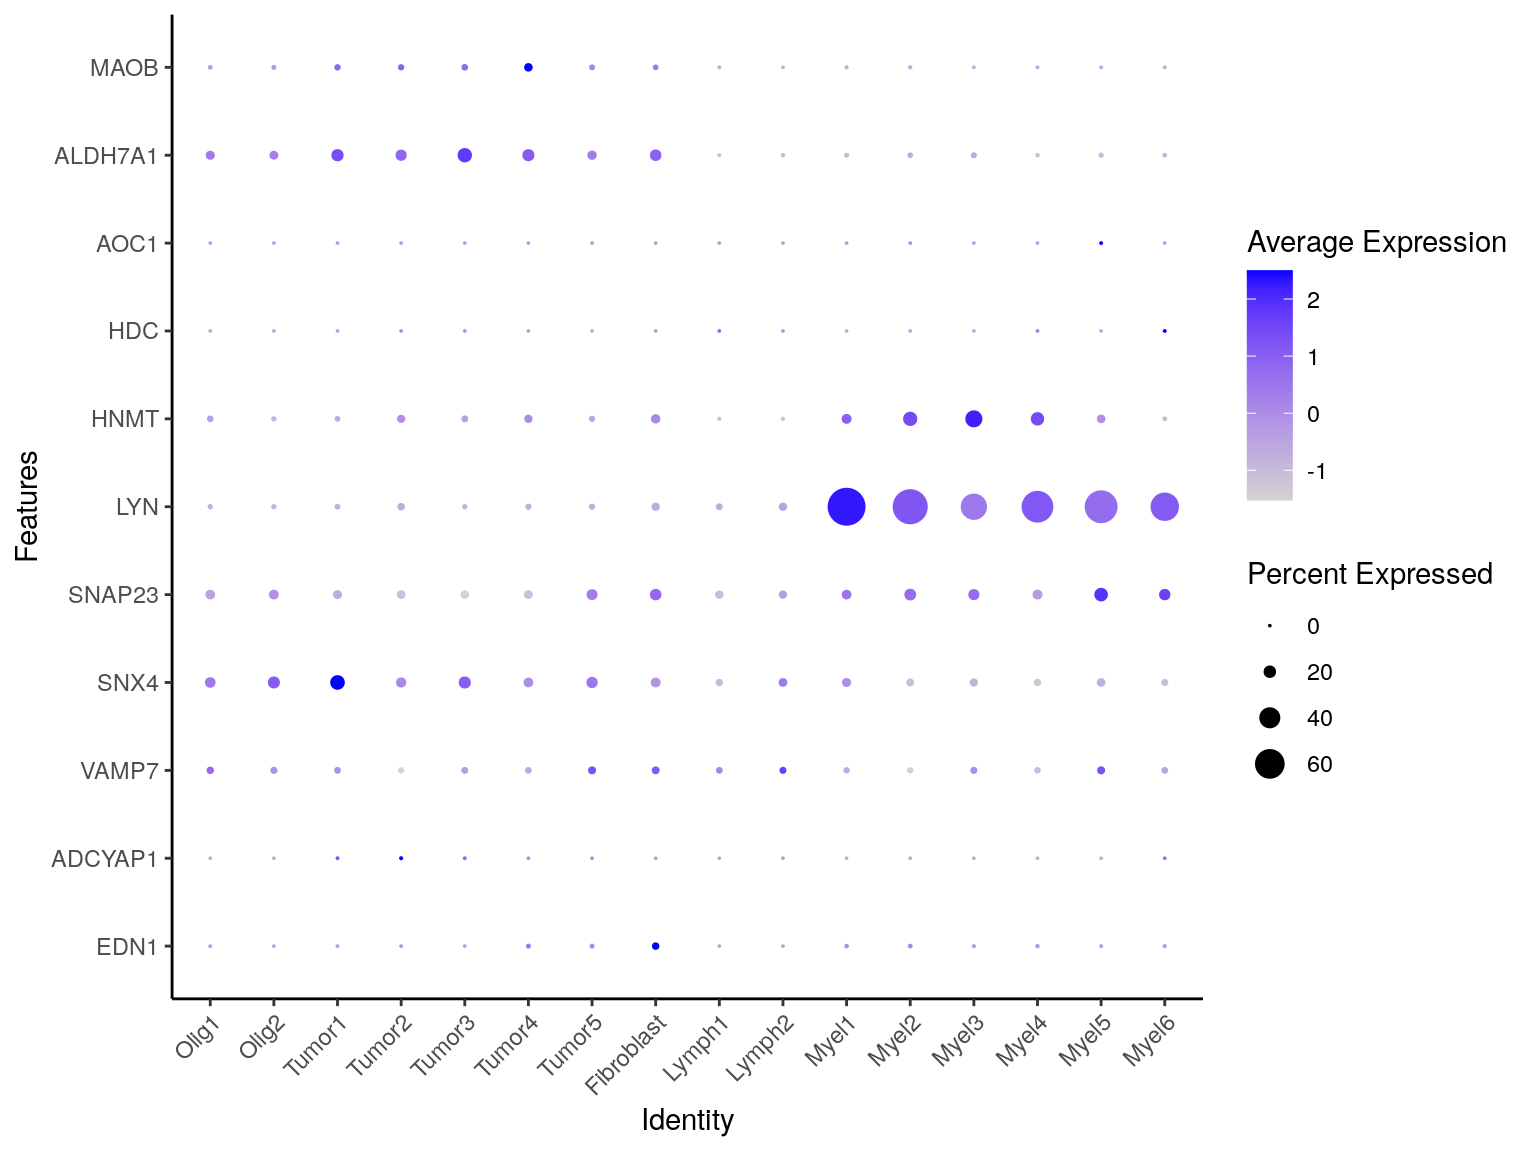 MAOB
ALDH7A1
AOC1
HDC
HNMT
LYN
SNAP23
SNX4
VAMP7
ADCYAP1
EDN1
Features
Olig1
Olig2
Tumor1
Tumor2
Tumor3
Tumor4
Tumor5
Fibroblast
Lymph1
Lymph2
Myel1
Myel2
Myel3
Myel4
Myel5
Myel6
Identity
Average Expression
2
1
0
-1
Percent Expressed
0
20
40
60